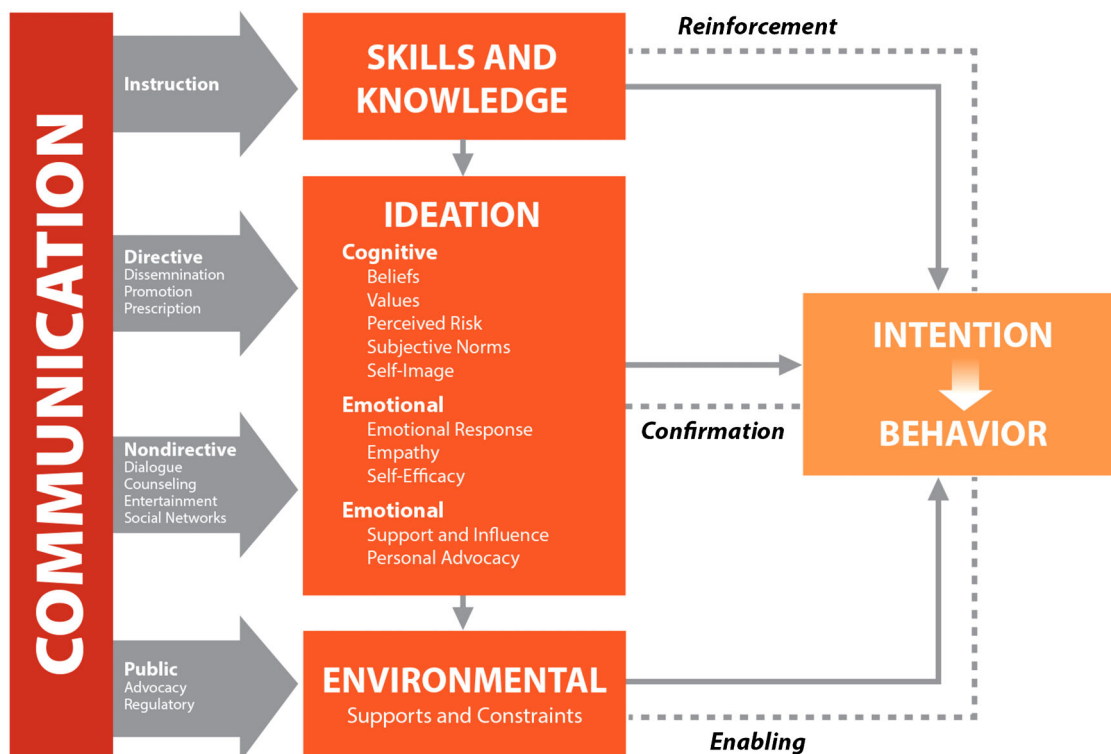 COMMUNICATION
Instruction
Directive
Dissemnination
Promotion
Prescription
Nondirective
Dialogue
Counseling
Entertainment
Social Networks
Public
Advocacy
Regulatory
SKILLS AND
KNOWLEDGE
IDEATION
Cognitive
Beliefs
Values
Perceived Risk
Subjective Norms
Self-Image
Emotional
Emotional Response
Empathy
Self-Efficacy
Emotional
Support and Influence
Personal Advocacy
ENVIRONMENTAL
Supports and Constraints
Reinforcement
Confirmation
Enabling
INTENTION
BEHAVIOR